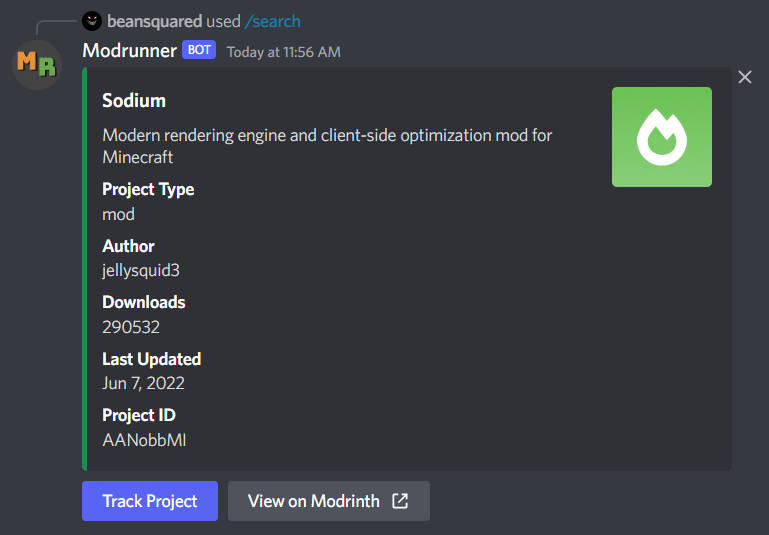 beansquared used /search
MR
Modrunner BOT Today at 11:56 AM
Sodium
Modern rendering engine and client-side optimization mod for
Minecraft
Project Type
mod
Author
jellysquid3
Downloads
290532
Last Updated
Jun 7, 2022
Project ID
AANobbMI
Track Project
View on Modrinth